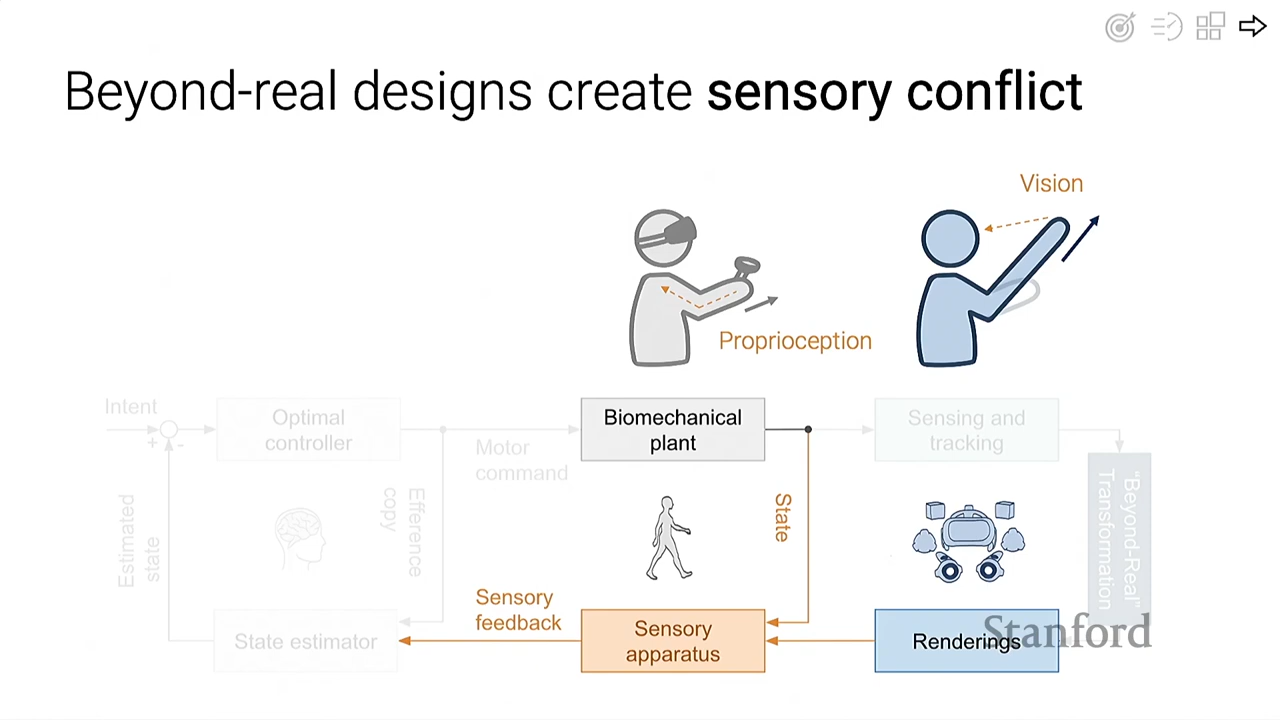 Beyond-real designs create sensory conflict
Vision
Proprioception
Intent
+
-
Optimal
controller
Motor
command
Biomechanical
plant
Sensing and
tracking
Estimated
state
Efference
copy
State
"Beyond-Real"
Transformation
Sensory
feedback
State estimator
Sensory
apparatus
Renderings
Stanford